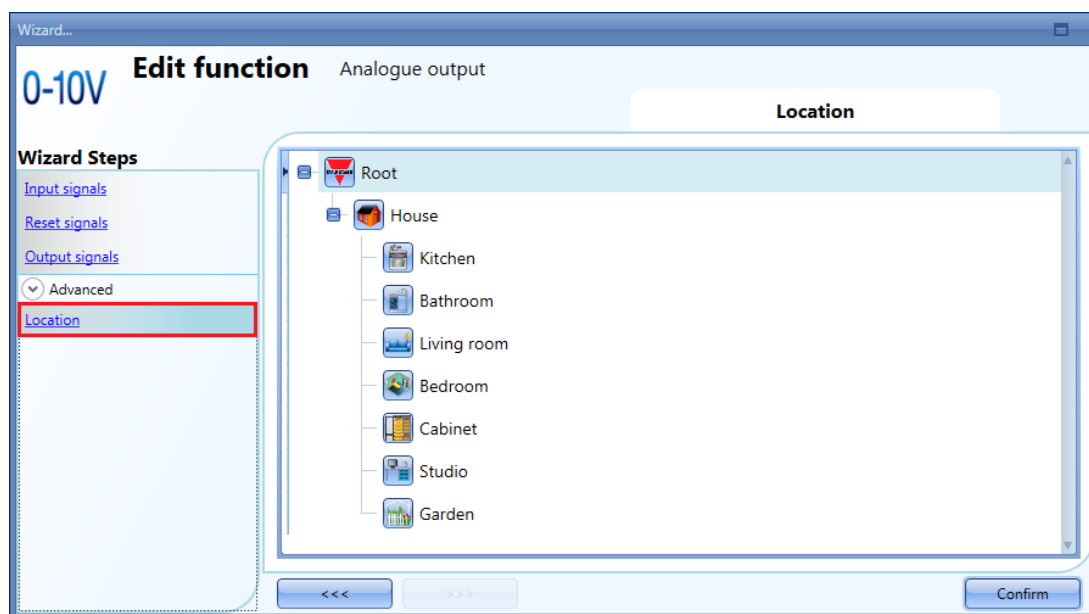 Wizard...
0-10V
Edit function Analogue output
Location
Wizard Steps
Input signals
Reset signals
Output signals
Advanced
Location
Root
House
Kitchen
Bathroom
Living room
Bedroom
Cabinet
Studio
Garden
<<<
>>>
Confirm